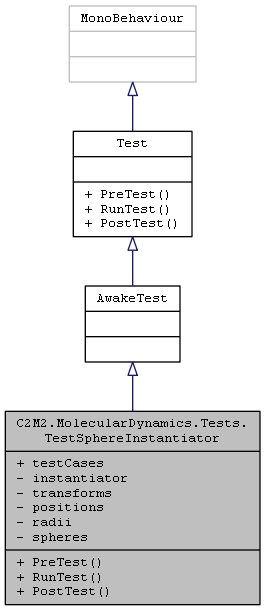 MonoBehaviour
Test
+ PreTest()
+ RunTest()
+ PostTest()
AwakeTest
C2M2.MolecularDynamics.Tests.
TestSphereInstantiator
+ testCases
- instantiator
- transforms
- positions
- radii
- spheres
+ PreTest()
+ RunTest()
+ PostTest()